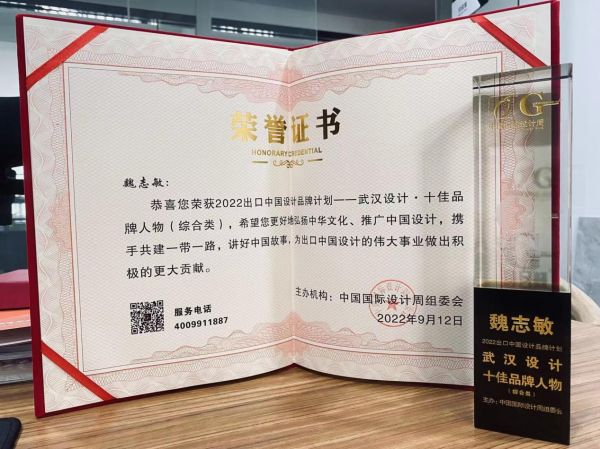 荣誉证书
HONORARY CREDENTIAL
魏志敏：
恭喜您荣获2022出口中国设计品牌计划——武汉设计·十佳品
牌人物（综合类），希望您更好地弘扬中华文化、推广中国设计，携
手共建一带一路，讲好中国故事，为出口中国设计的伟大事业做出积
极的更大贡献。
服务电话
4009911887
主办机构：中国国际设计周组委会
2022年9月12日
魏志敏
2022出口中国设计品牌计划
武汉设计
十佳品牌人物
（综合类）
主办：中国国际设计周组委会